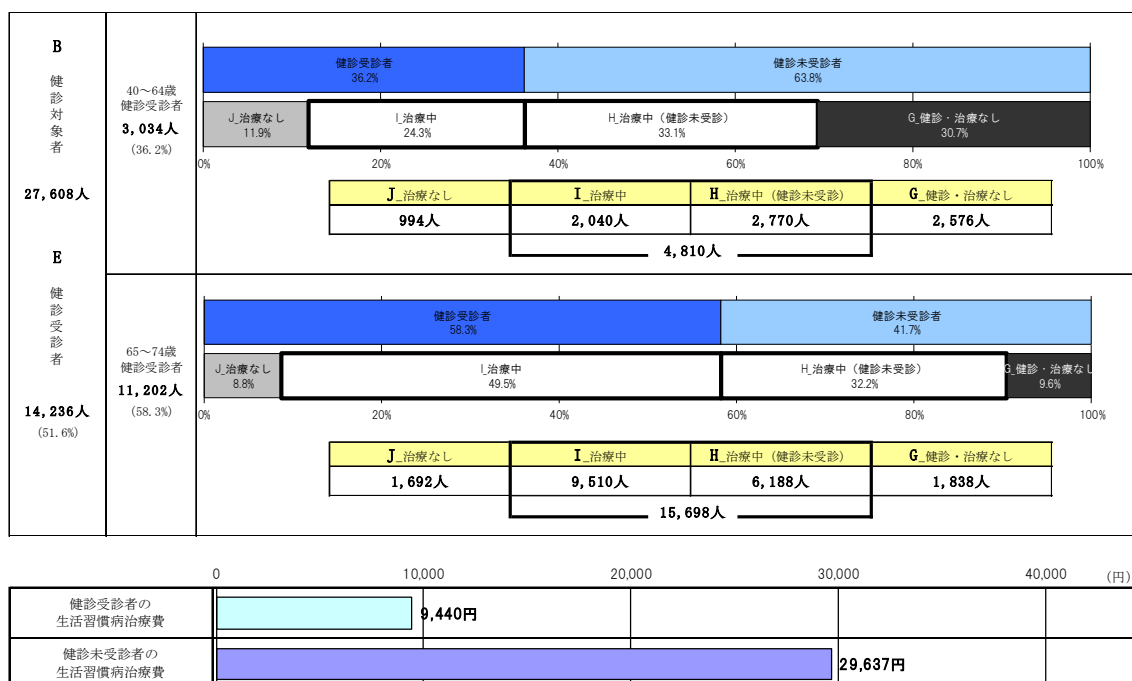 B
健診対象者
27,608人
E
健診受診者
14,236人
(51.6%)
40～64歳
健診受診者
3,034人
(36.2%)
健診受診者
36.2%
健診未受診者
63.8%
J_治療なし
11.9%
I_治療中
24.3%
H_治療中（健診未受診）
33.1%
G_健診・治療なし
30.7%
0% 20% 40% 60% 80% 100%
J_治療なし I_治療中 H_治療中（健診未受診） G_健診・治療なし
994人 2,040人 2,770人 2,576人
4,810人
65～74歳
健診受診者
11,202人
(58.3%)
健診受診者
58.3%
健診未受診者
41.7%
J_治療なし
8.8%
I_治療中
49.5%
H_治療中（健診未受診）
32.2%
G_健診・治療なし
9.6%
0% 20% 40% 60% 80% 100%
J_治療なし I_治療中 H_治療中（健診未受診） G_健診・治療なし
1,692人 9,510人 6,188人 1,838人
15,698人
0 10,000 20,000 30,000 40,000 (円)
健診受診者の
生活習慣病治療費
9,440円
健診未受診者の
生活習慣病治療費
29,637円